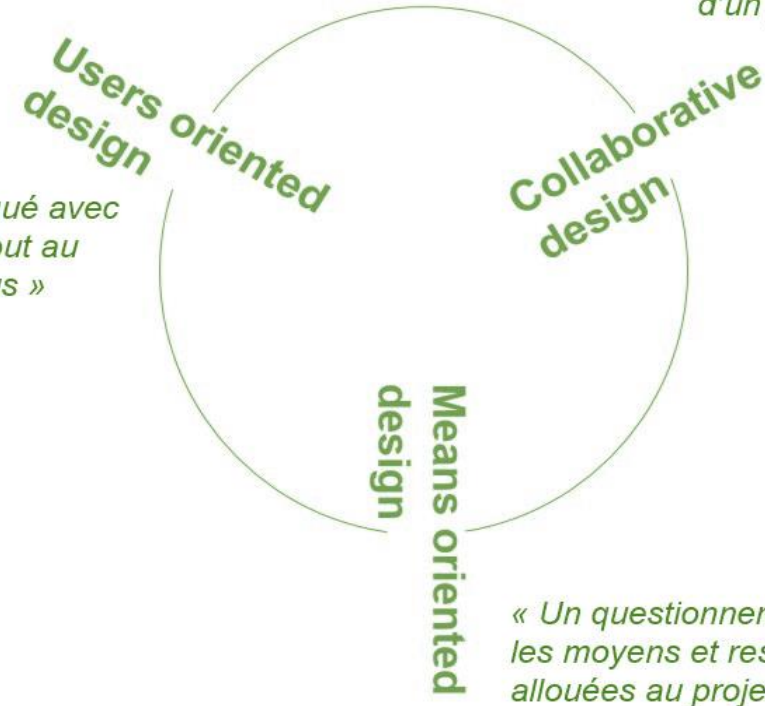 d'un
Users oriented
design
Collaborative
design
ué avec
out au
s »
Means oriented
design
« Un questionner
les moyens et res
allouées au proje